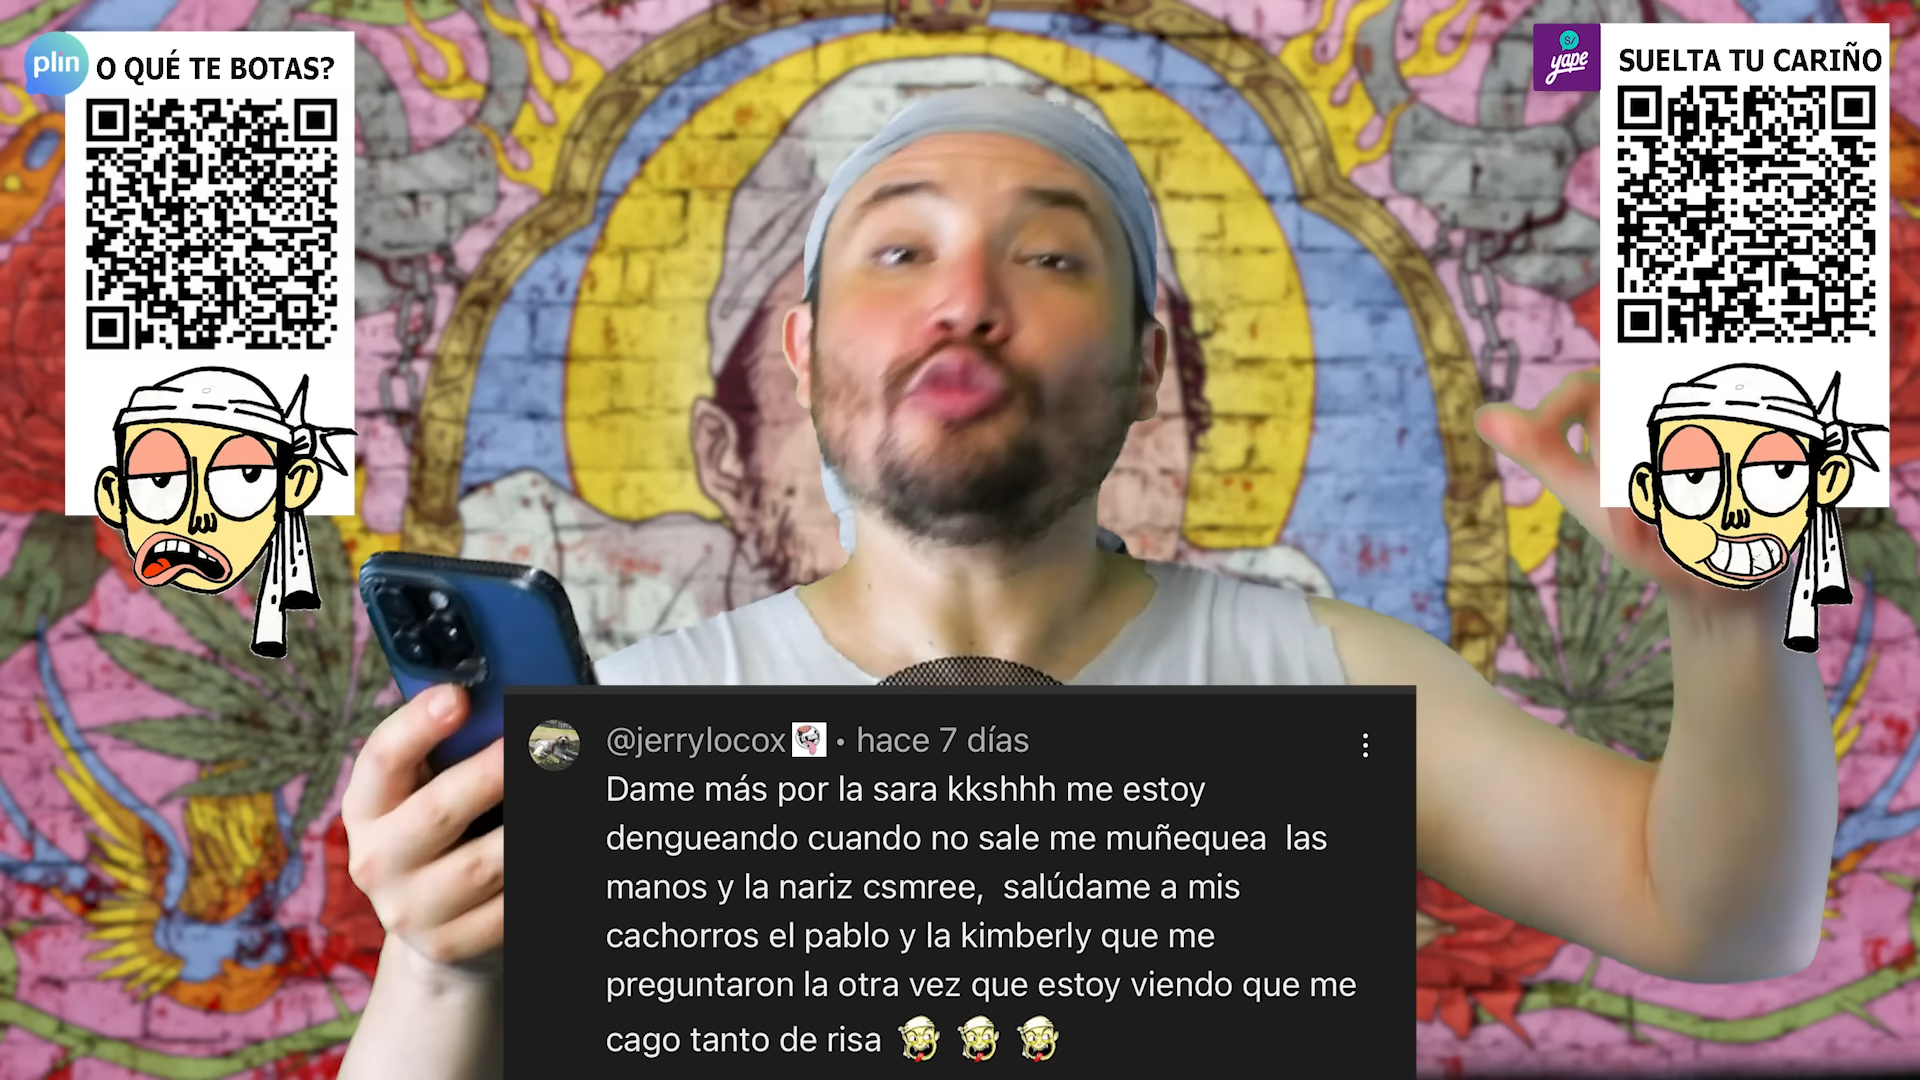 plin
O QUÉ TE BOTAS?
S/
yape
SUELTA TU CARIÑO
@jerrylocox • hace 7 días
Dame más por la sara kkshhh me estoy
dengueando cuando no sale me muñequea las
manos y la nariz csmree, salúdame a mis
cachorros el pablo y la kimberly que me
preguntaron la otra vez que estoy viendo que me
cago tanto de risa